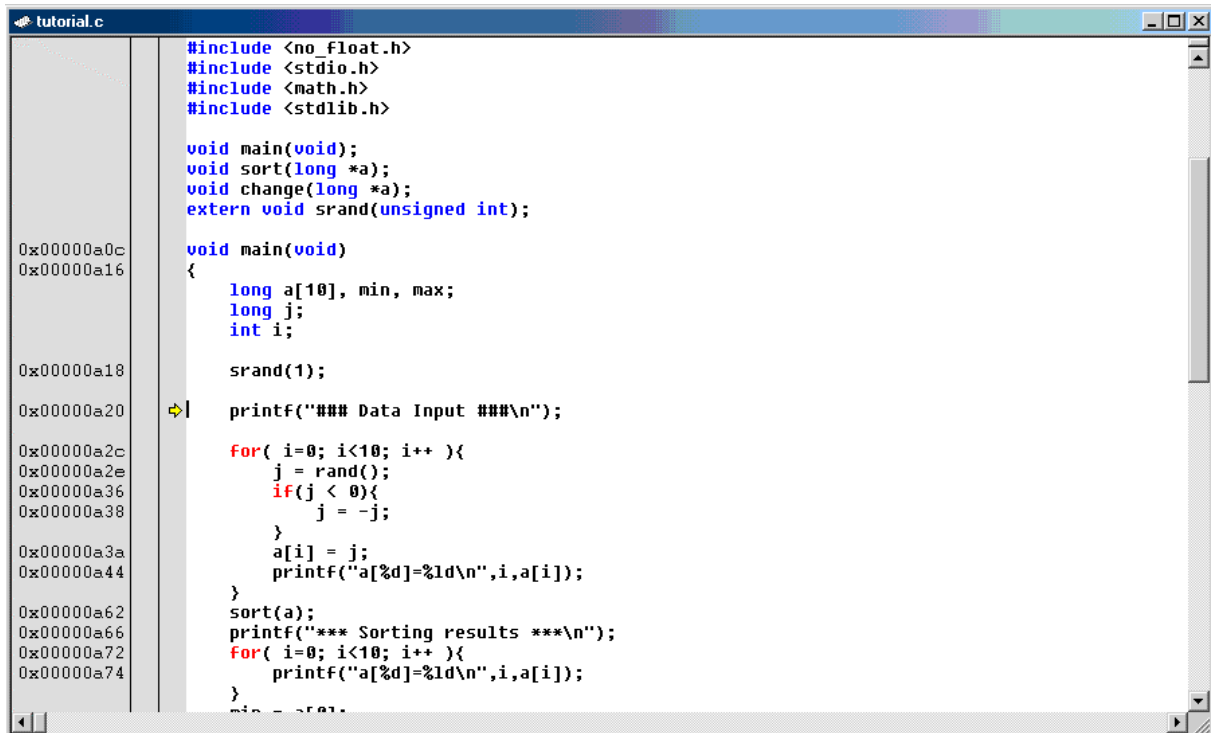 tutorial.c
#include <no_float.h>
#include <stdio.h>
#include <math.h>
#include <stdlib.h>
void main(void);
void sort(long *a);
void change(long *a);
extern void srand(unsigned int);
0x00000a0c void main(void)
0x00000a16 {
long a[10], min, max;
long j;
int i;
0x00000a18 srand(1);
0x00000a20 printf("### Data Input ###\n");
0x00000a2c for( i=0; i<10; i++ ){
0x00000a2e j = rand();
0x00000a36 if(j < 0){
0x00000a38 j = -j;
}
0x00000a3a a[i] = j;
0x00000a44 printf("a[%d]=%ld\n",i,a[i]);
}
0x00000a62 sort(a);
0x00000a66 printf("*** Sorting results ***\n");
0x00000a72 for( i=0; i<10; i++ ){
0x00000a74 printf("a[%d]=%ld\n",i,a[i]);
}
min = a[0];